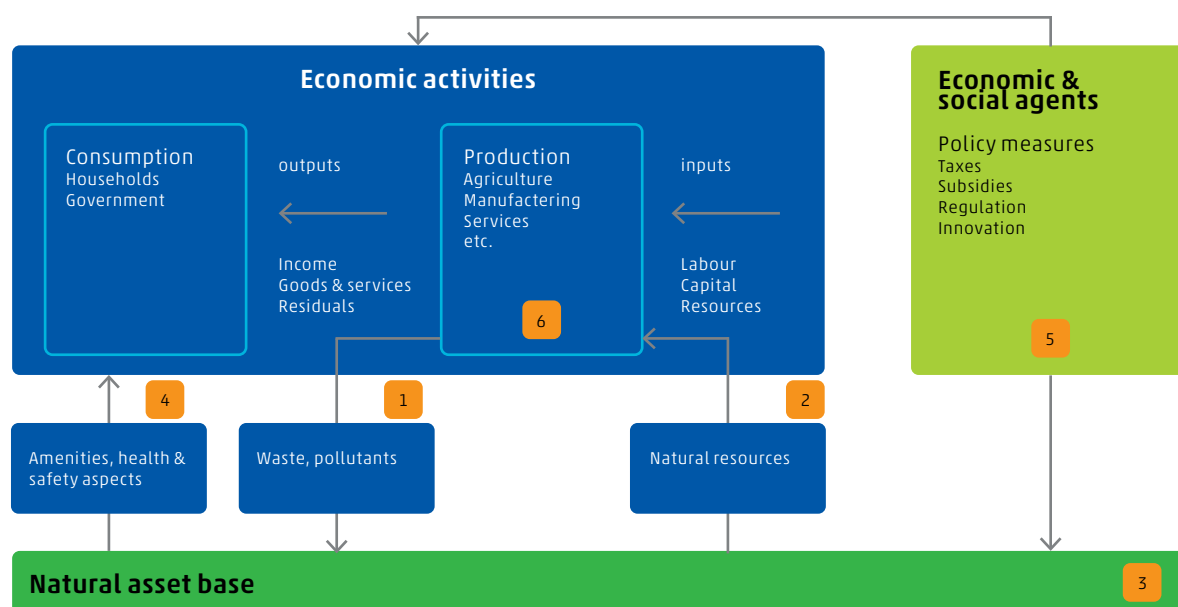 Economic activities
Consumption
Households
Government
outputs
Income
Goods & services
Residuals
Production
Agriculture
Manufactering
Services
etc.
6
inputs
Labour
Capital
Resources
Economic &
social agents
Policy measures
Taxes
Subsidies
Regulation
Innovation
5
4
1
2
Amenities, health &
safety aspects
Waste, pollutants
Natural resources
Natural asset base
3